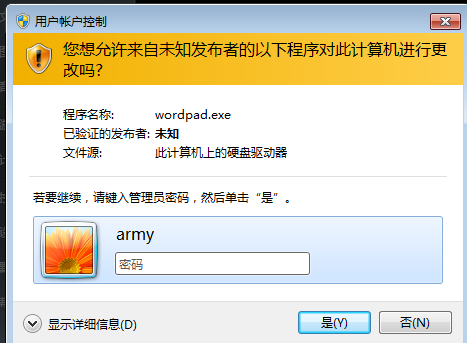 用户帐户控制
您想允许来自未知发布者的以下程序对此计算机进行更
改吗?
程序名称: wordpad.exe
已验证的发布者: 未知
文件源: 此计算机上的硬盘驱动器
若要继续，请键入管理员密码，然后单击“是”。
army
密码
显示详细信息(D)
是(Y)
否(N)